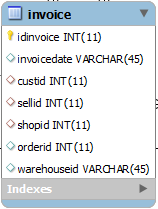 invoice
idinvoice INT(11)
invoicedate VARCHAR(45)
custid INT(11)
sellid INT(11)
shopid INT(11)
orderid INT(11)
warehouseid VARCHAR(45)
Indexes